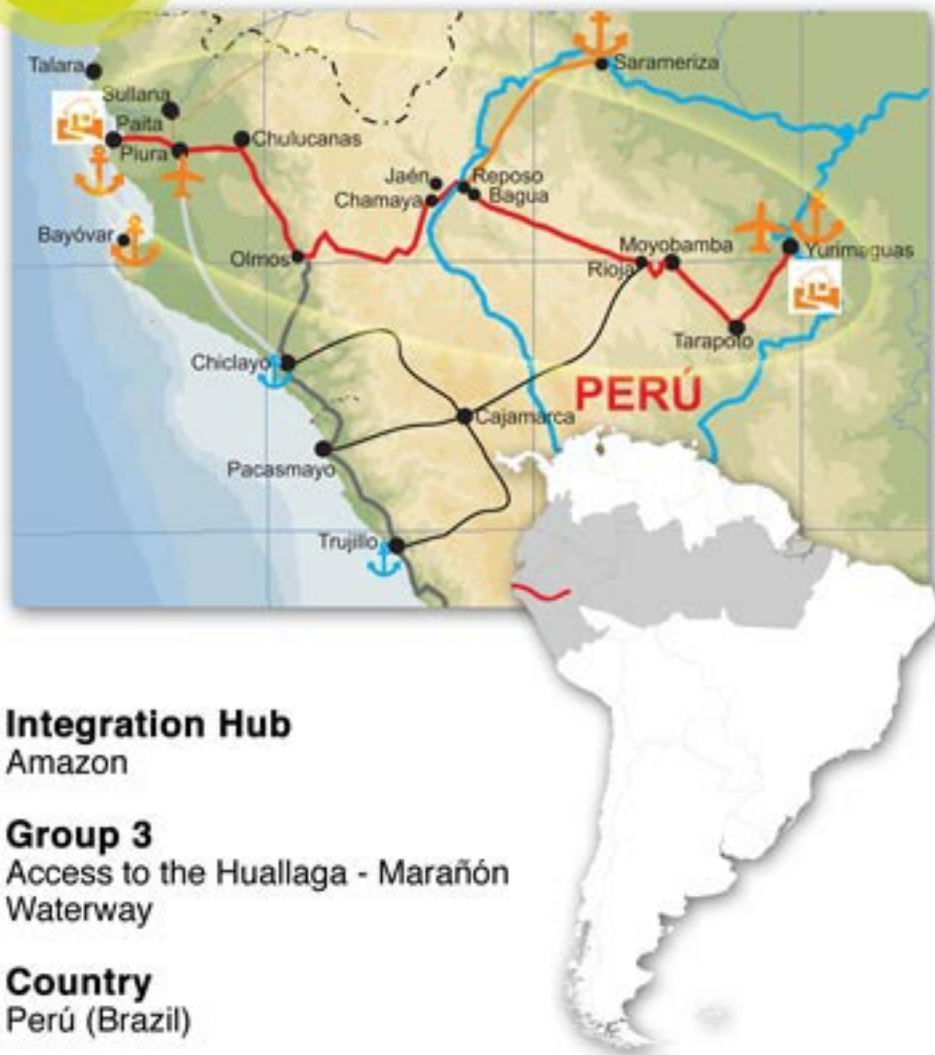 Talara
Sullana
Paita
Piura
Chulucanas
Sarameriza
Jaén
Reposo
Chamaya
Bagua
Bayóvar
Olmos
Moyobamba
Rioja
Yurimaguas
Tarapoto
Chiclayo
PERÚ
Cajamarca
Pacasmayo
Trujillo
Integration Hub
Amazon
Group 3
Access to the Huallaga - Marañón
Waterway
Country
Perú (Brazil)